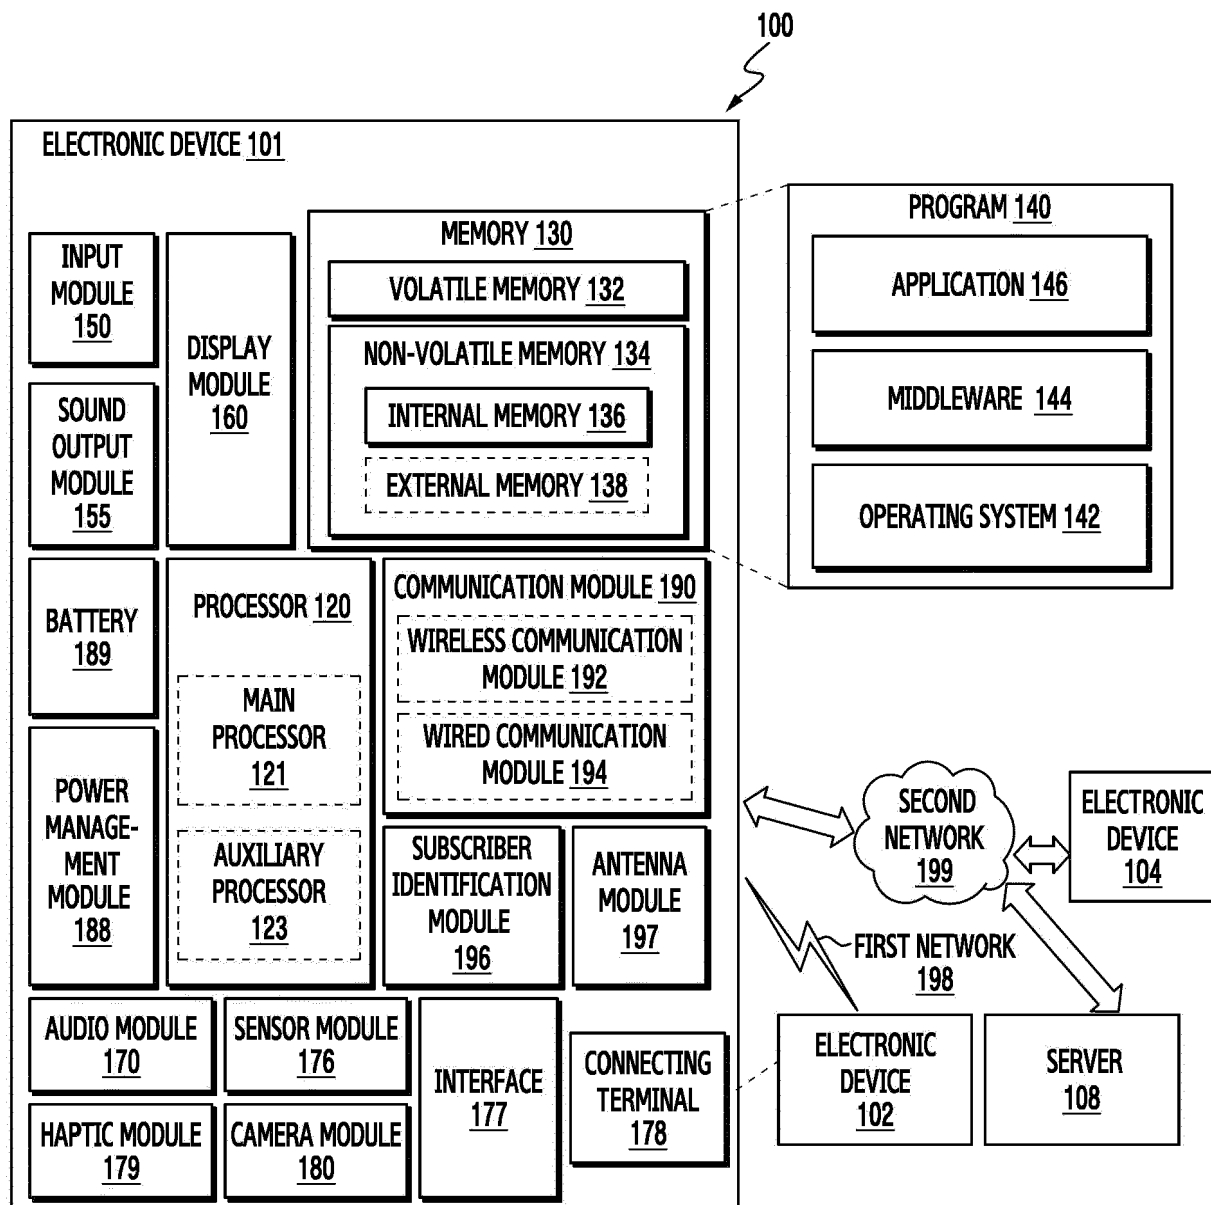 100
ELECTRONIC DEVICE 101
INPUT
MODULE
150
SOUND
OUTPUT
MODULE
155
DISPLAY
MODULE
160
MEMORY 130
VOLATILE MEMORY 132
NON-VOLATILE MEMORY 134
INTERNAL MEMORY 136
EXTERNAL MEMORY 138
PROGRAM 140
APPLICATION 146
MIDDLEWARE 144
OPERATING SYSTEM 142
BATTERY
189
POWER
MANAGE-
MENT MODULE
188
PROCESSOR 120
MAIN
PROCESSOR
121
AUXILIARY
PROCESSOR
123
COMMUNICATION MODULE 190
WIRELESS COMMUNICATION
MODULE 192
WIRED COMMUNICATION
MODULE 194
SUBSCRIBER
IDENTIFICATION
MODULE
196
ANTENNA
MODULE
197
SECOND
NETWORK
199
ELECTRONIC
DEVICE
104
FIRST NETWORK
198
AUDIO MODULE
170
SENSOR MODULE
176
HAPTIC MODULE
179
CAMERA MODULE
180
INTERFACE
177
CONNECTING
TERMINAL
178
ELECTRONIC
DEVICE
102
SERVER
108